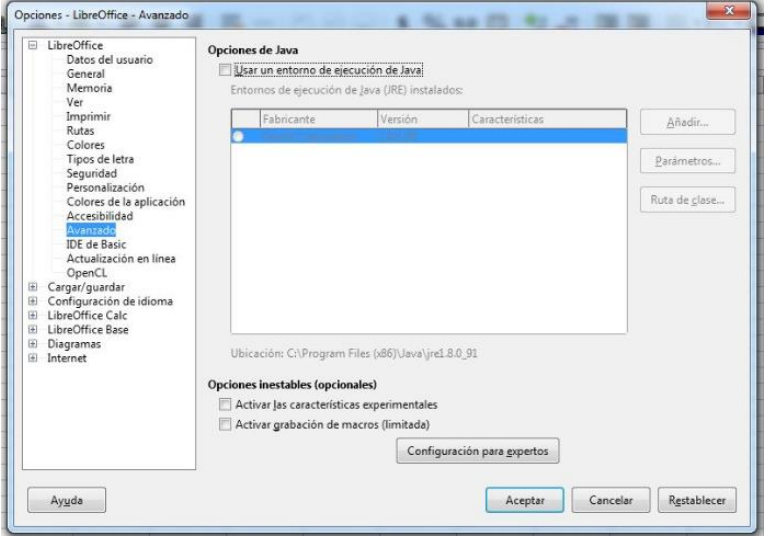 Opciones - LibreOffice - Avanzado
LibreOffice
Datos del usuario
General
Memoria
Ver
Imprimir
Rutas
Colores
Tipos de letra
Seguridad
Personalización
Colores de la aplicación
Accesibilidad
Avanzado
IDE de Basic
Actualización en línea
OpenCL
Cargar/guardar
Configuración de idioma
LibreOffice Calc
LibreOffice Base
Diagramas
Internet
Opciones de Java
Usar un entorno de ejecución de Java
Entornos de ejecución de Java (JRE) instalados:
Fabricante Versión Características
Añadir...
Parámetros...
Ruta de clase...
Ubicación: C:\Program Files (x86)\Java\jre1.8.0_91
Opciones inestables (opcionales)
Activar las características experimentales
Activar grabación de macros (limitada)
Configuración para expertos
Ayuda Aceptar Cancelar Restablecer